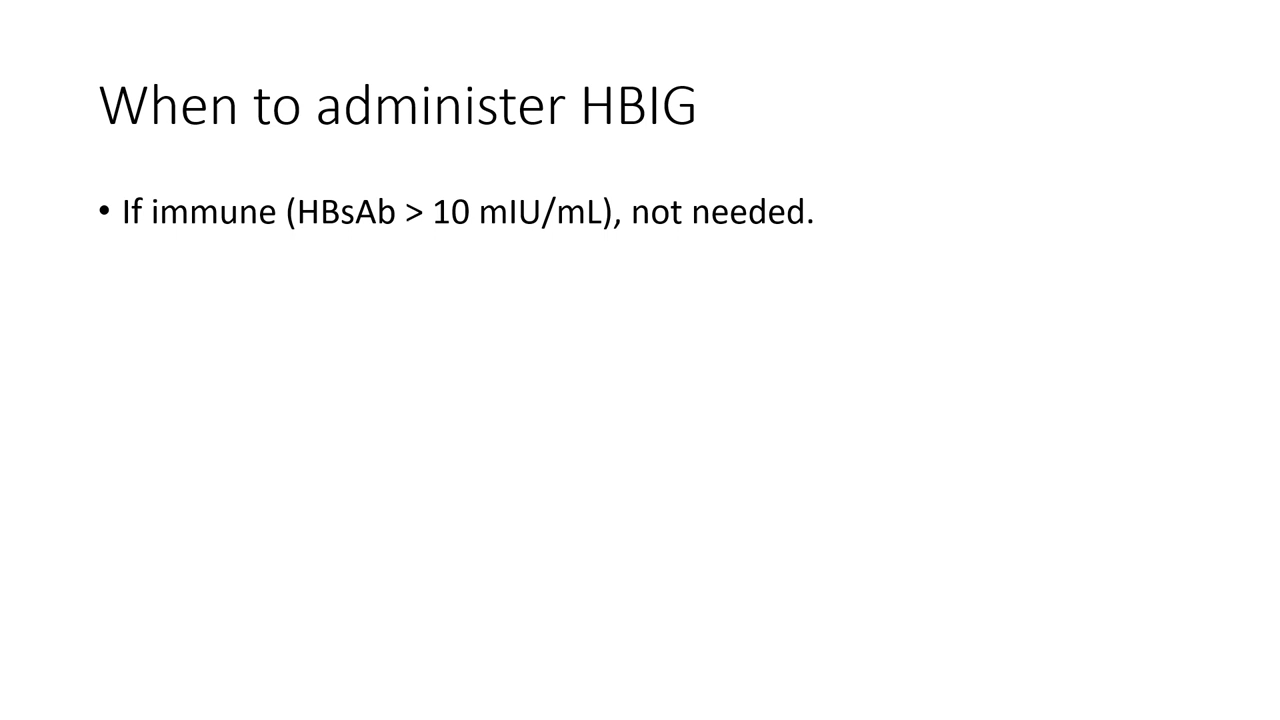 When to administer HBIG
• If immune (HBsAb > 10 mIU/mL), not needed.